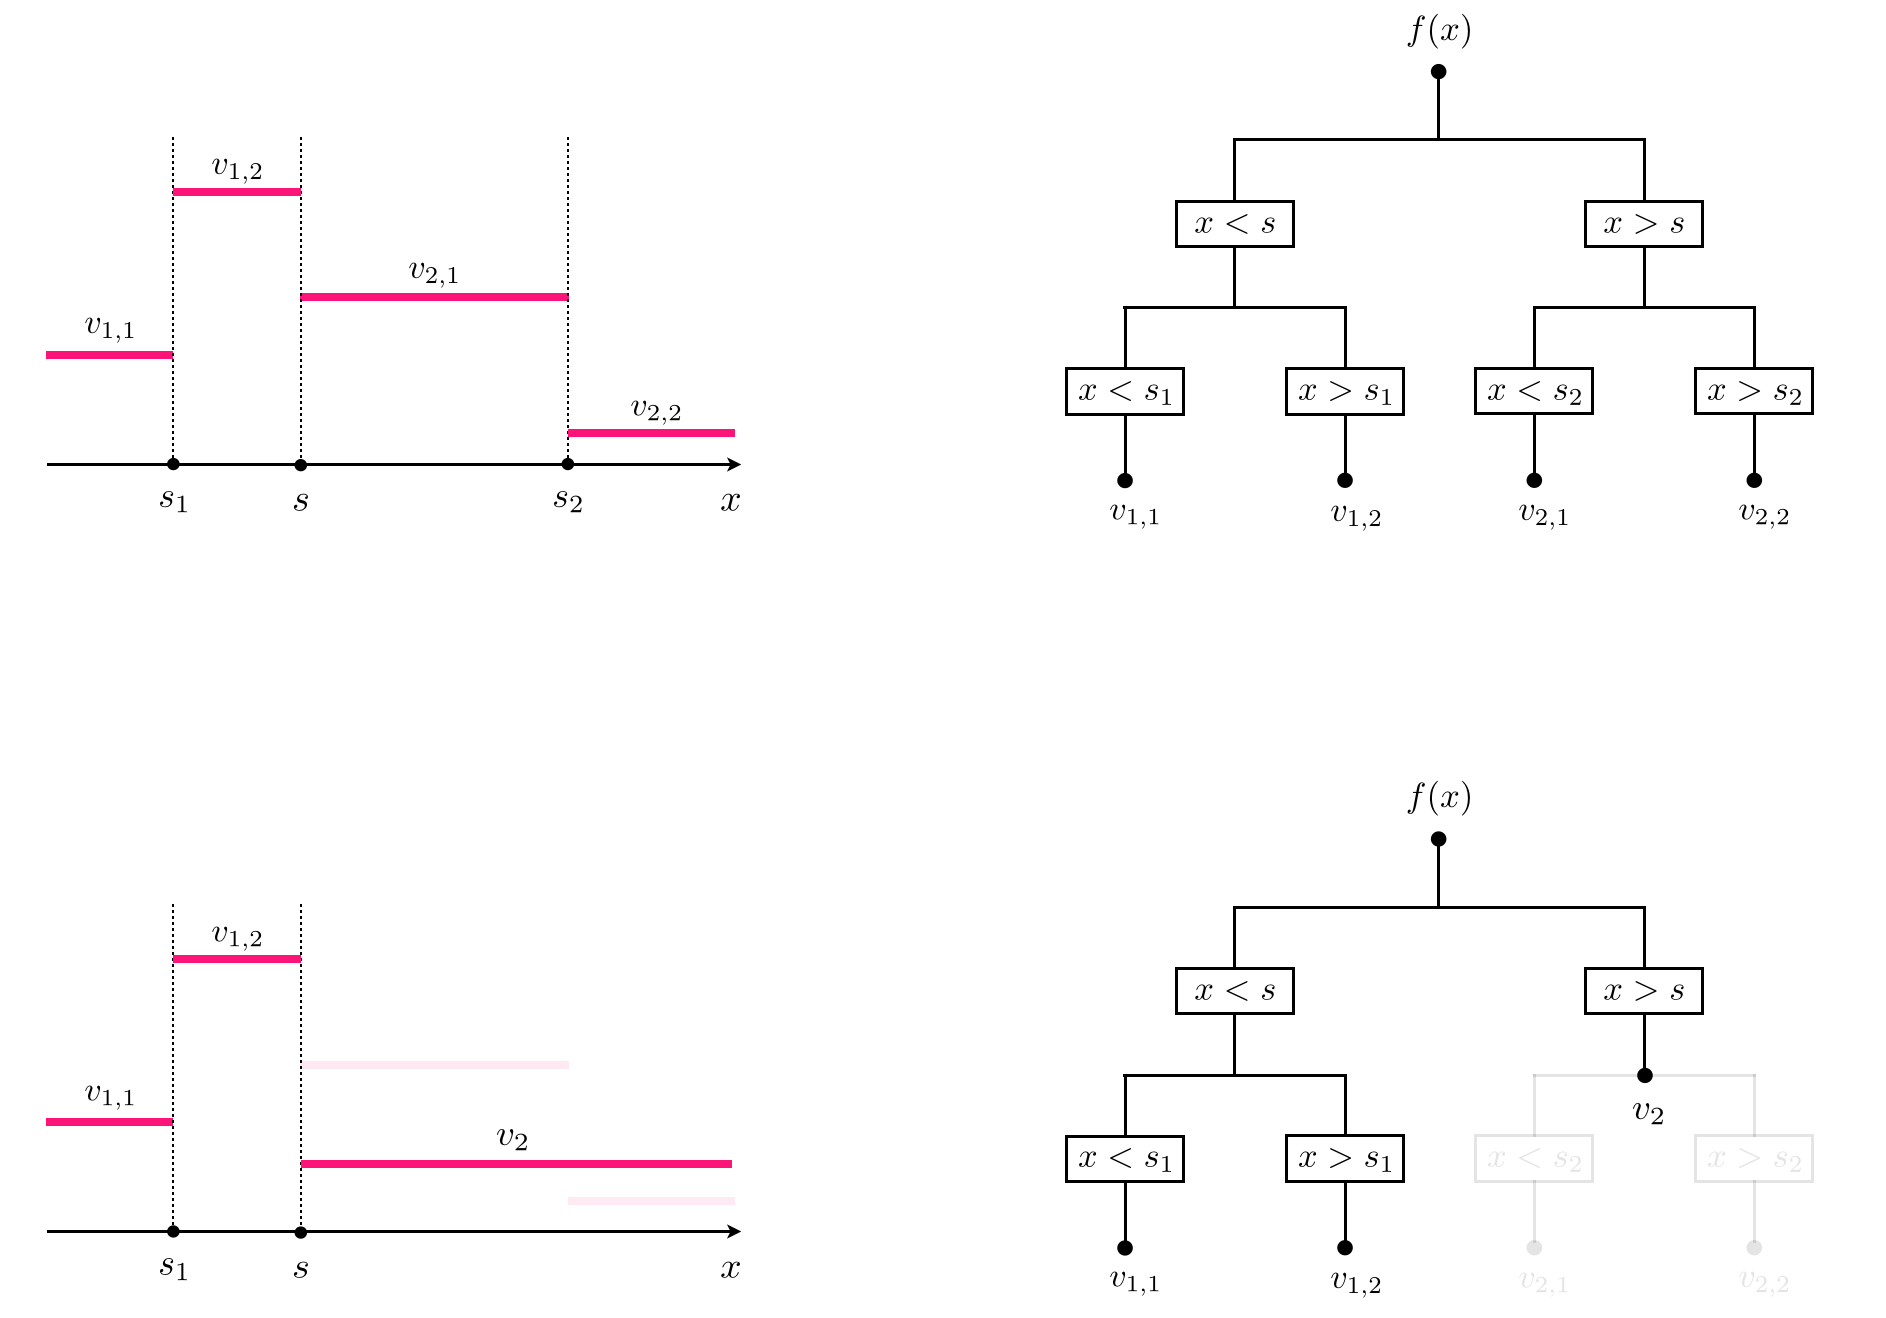 f(x)
v_{1,2}
v_{2,1}
v_{1,1}
v_{2,2}
s_1 s s_2 x
x < s x > s
x < s_1 x > s_1 x < s_2 x > s_2
v_{1,1} v_{1,2} v_{2,1} v_{2,2}
f(x)
v_{1,2}
v_{1,1}
v_2
s_1 s x
x < s x > s
v_2
x < s_1 x > s_1 x < s_2 x > s_2
v_{1,1} v_{1,2} v_{2,1} v_{2,2}